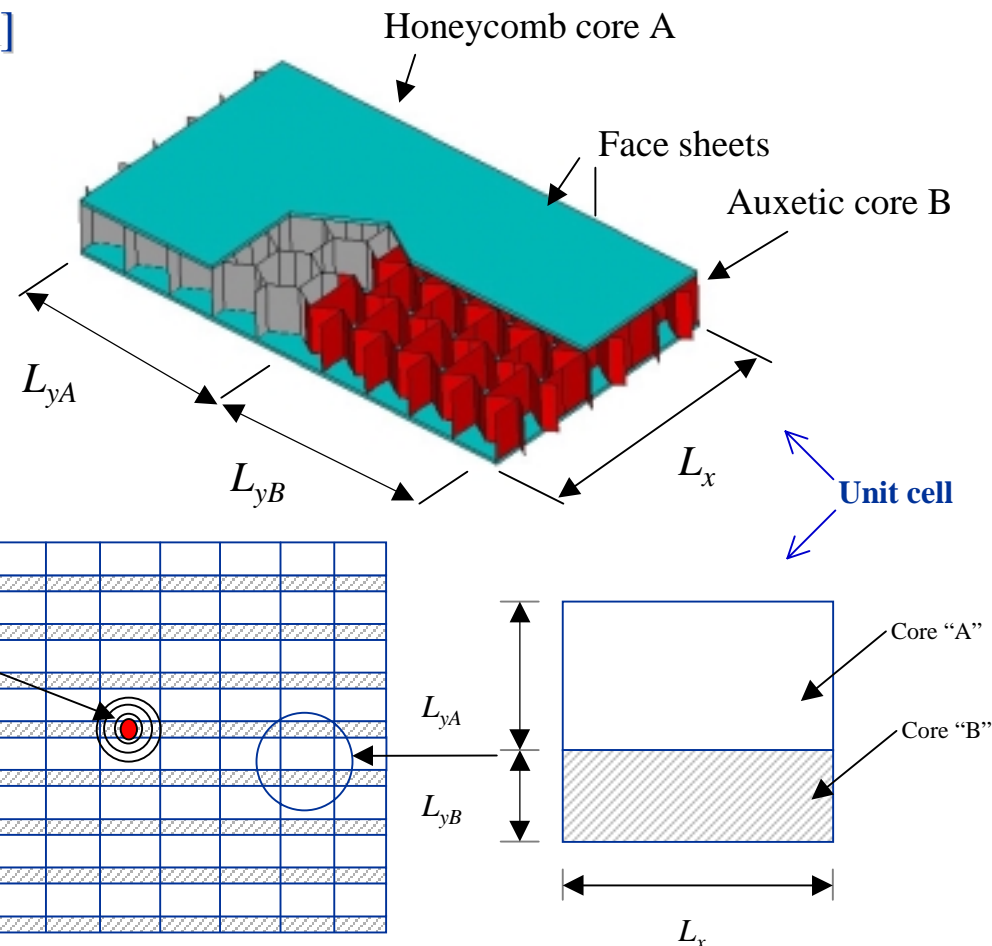 ]
Honeycomb core A
Face sheets
Auxetic core B
L_yA
L_yB
L_x
Unit cell
L_yA
L_yB
Core “A”
Core “B”
L_x